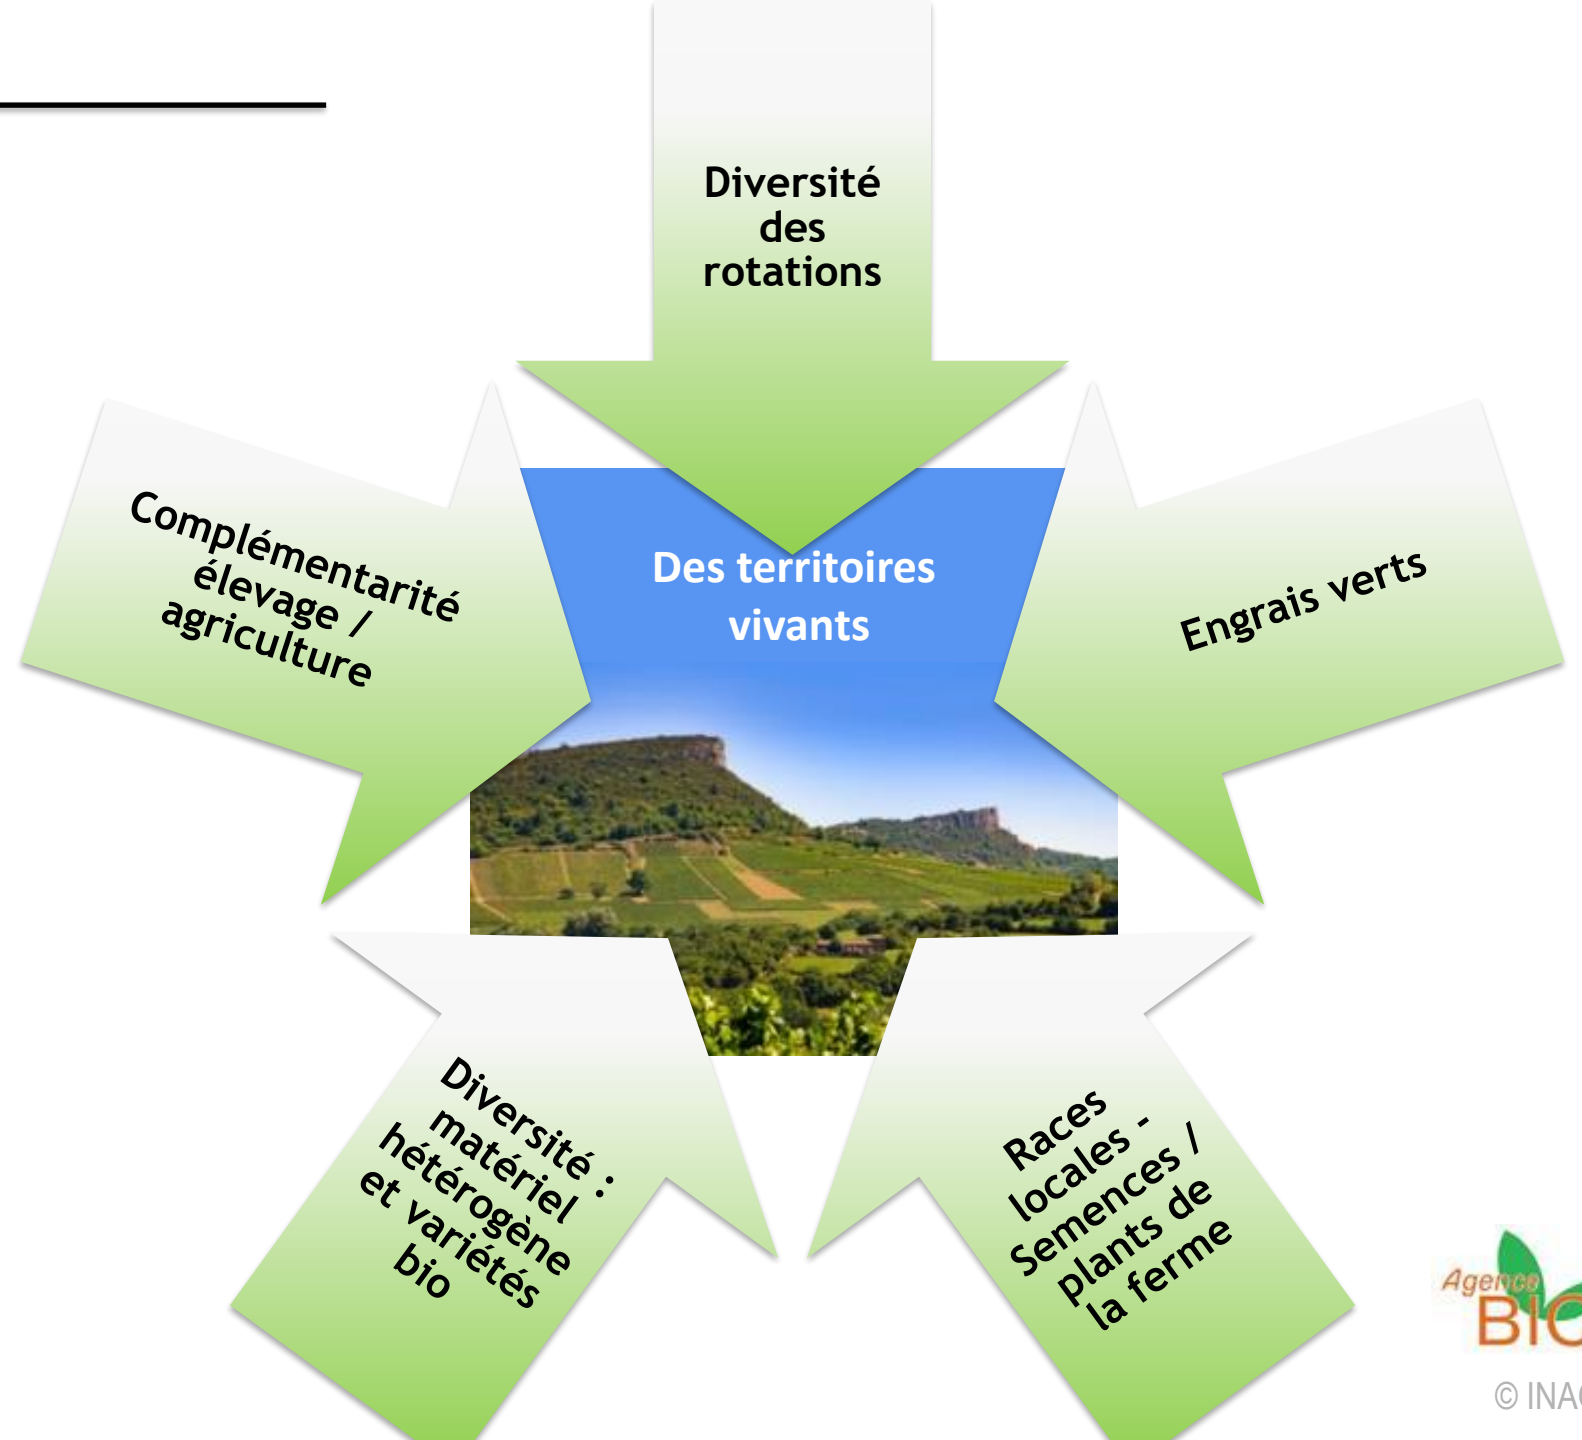 Diversité
des
rotations
Complémentarité
élevage /
agriculture
Des territoires
vivants
Engrais verts
Diversité :
matériel
hétérogène
et variétés
bio
Races
locales -
Semences /
plants de
la ferme
Agence
BIO
©